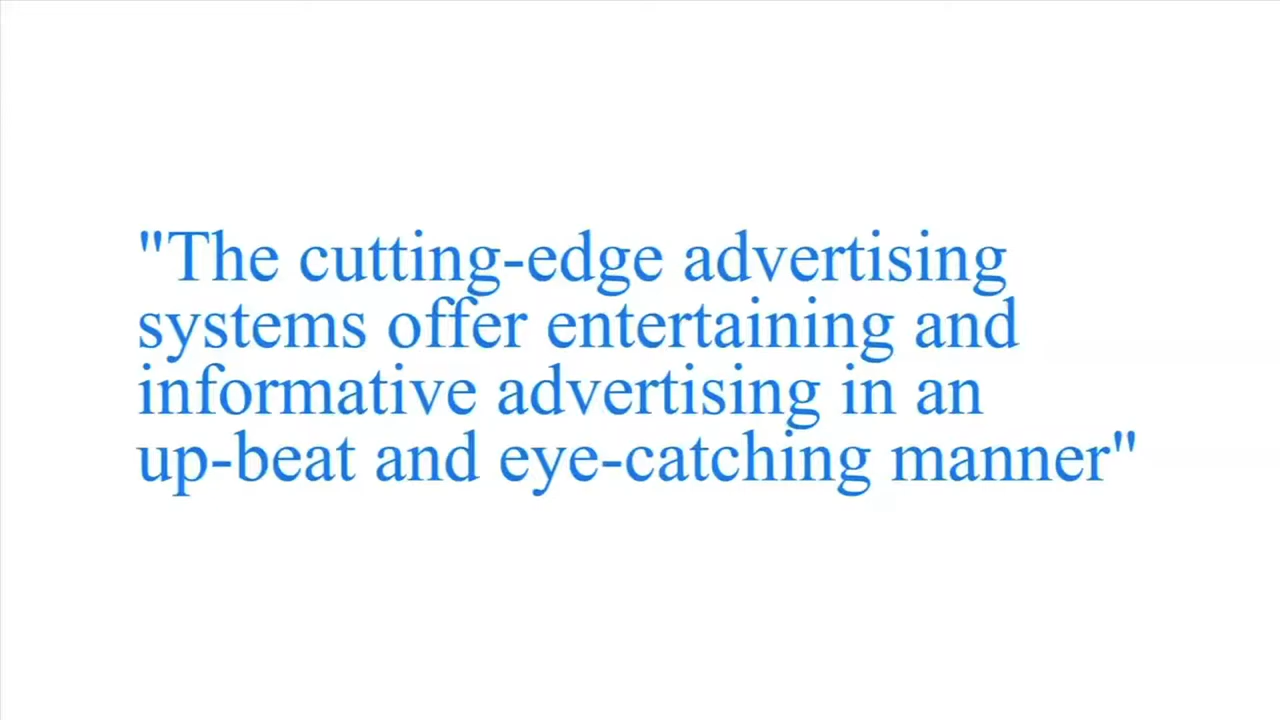 "The cutting-edge advertising
systems offer entertaining and
informative advertising in an
up-beat and eye-catching manner"